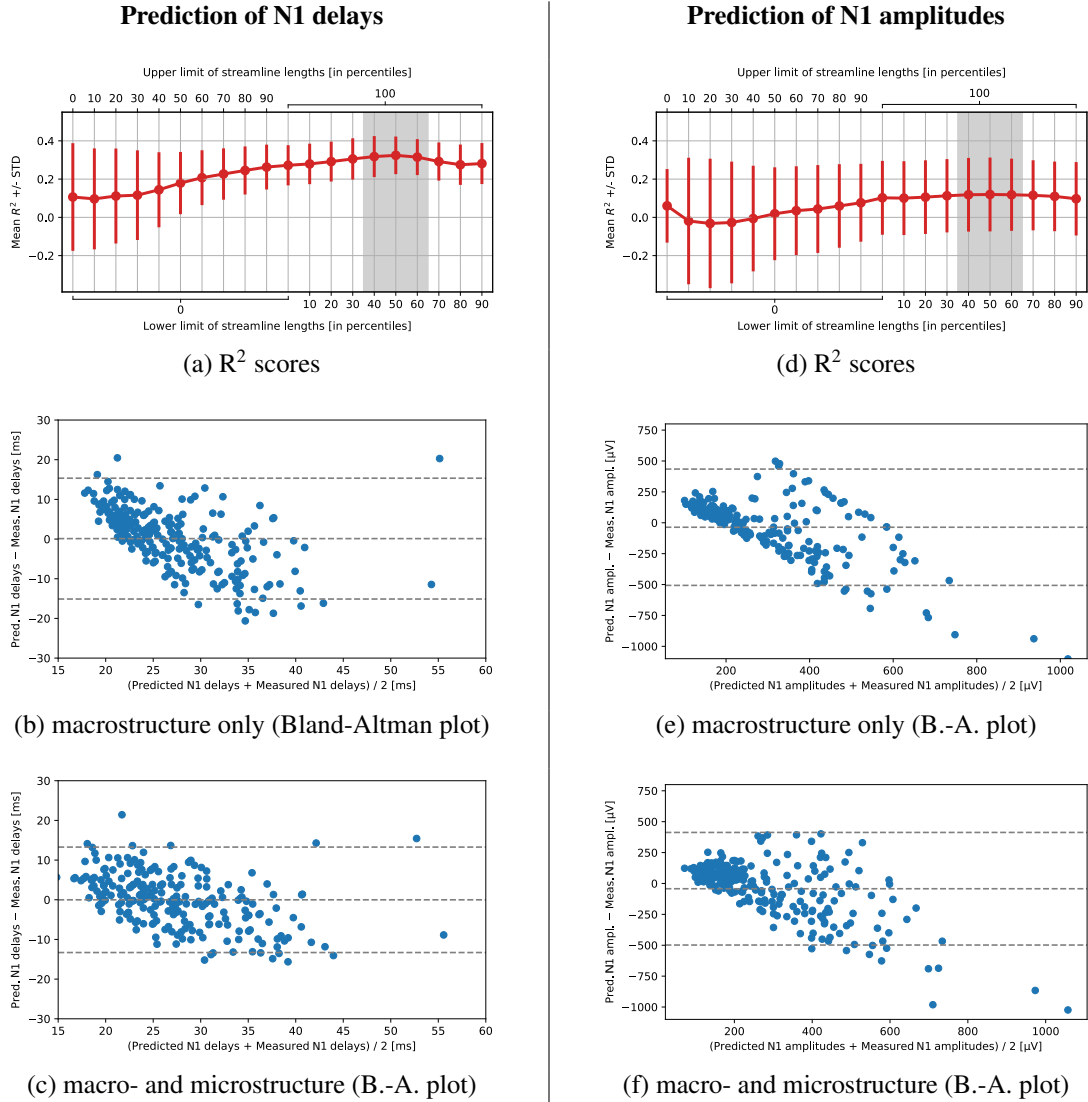 Prediction of N1 delays
Upper limit of streamline lengths [in percentiles]
100
0 10 20 30 40 50 60 70 80 90
0.4
0.2
0.0
−0.2
Mean R² +/- STD
0
10 20 30 40 50 60 70 80 90
Lower limit of streamline lengths [in percentiles]
(a) R² scores
30
20
10
0
−10
−20
−30
Pred. N1 delays − Meas. N1 delays [ms]
15 20 25 30 35 40 45 50 55 60
(Predicted N1 delays + Measured N1 delays) / 2 [ms]
(b) macrostructure only (Bland-Altman plot)
30
20
10
0
−10
−20
−30
Pred. N1 delays − Meas. N1 delays [ms]
15 20 25 30 35 40 45 50 55 60
(Predicted N1 delays + Measured N1 delays) / 2 [ms]
(c) macro- and microstructure (B.-A. plot)
Prediction of N1 amplitudes
Upper limit of streamline lengths [in percentiles]
100
0 10 20 30 40 50 60 70 80 90
0.4
0.2
0.0
−0.2
Mean R² +/- STD
0
10 20 30 40 50 60 70 80 90
Lower limit of streamline lengths [in percentiles]
(d) R² scores
750
500
250
0
−250
−500
−750
−1000
Pred. N1 ampl. − Meas. N1 ampl. [µV]
200 400 600 800 1000
(Predicted N1 amplitudes + Measured N1 amplitudes) / 2 [µV]
(e) macrostructure only (B.-A. plot)
750
500
250
0
−250
−500
−750
−1000
Pred. N1 ampl. − Meas. N1 ampl. [µV]
200 400 600 800 1000
(Predicted N1 amplitudes + Measured N1 amplitudes) / 2 [µV]
(f) macro- and microstructure (B.-A. plot)